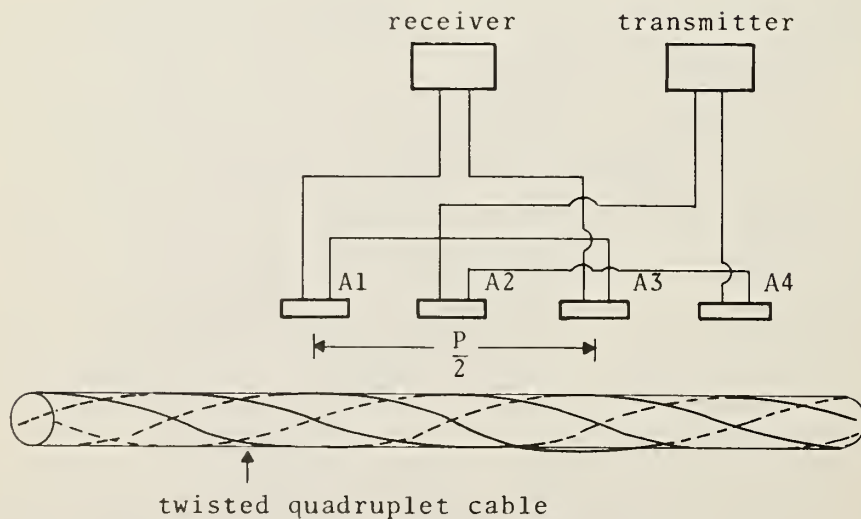 receiver transmitter
A1 A2 A3 A4
P
2
twisted quadruplet cable